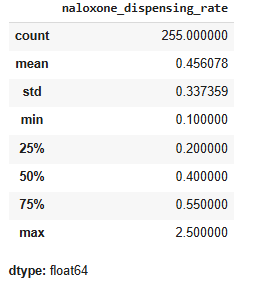 naloxone_dispensing_rate
count 255.000000
mean 0.456078
std 0.337359
min 0.100000
25% 0.200000
50% 0.400000
75% 0.550000
max 2.500000
dtype: float64